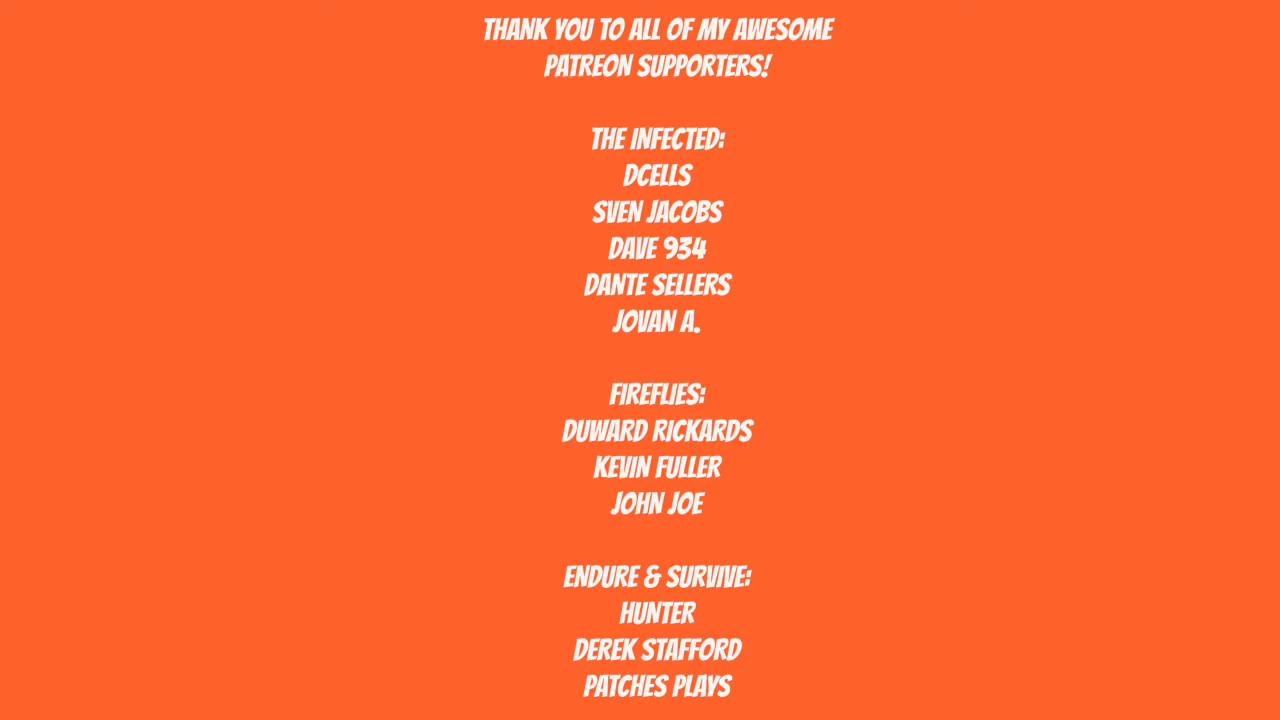 THANK YOU TO ALL OF MY AWESOME
PATREON SUPPORTERS!
THE INFECTED:
DCELLS
SVEN JACOBS
DAVE 934
DANTE SELLERS
JOVAN A.
FIREFLIES:
DUWARD RICKARDS
KEVIN FULLER
JOHN JOE
ENDURE & SURVIVE:
HUNTER
DEREK STAFFORD
PATCHES PLAYS